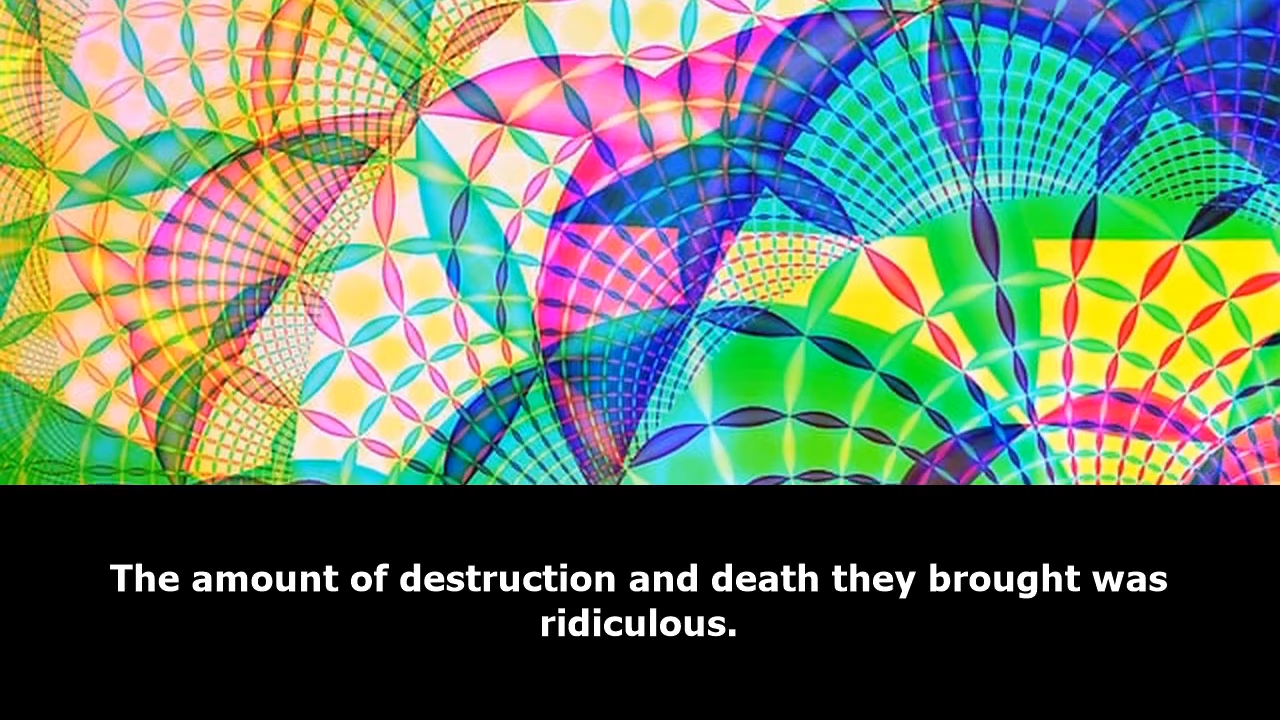 The amount of destruction and death they brought was
ridiculous.